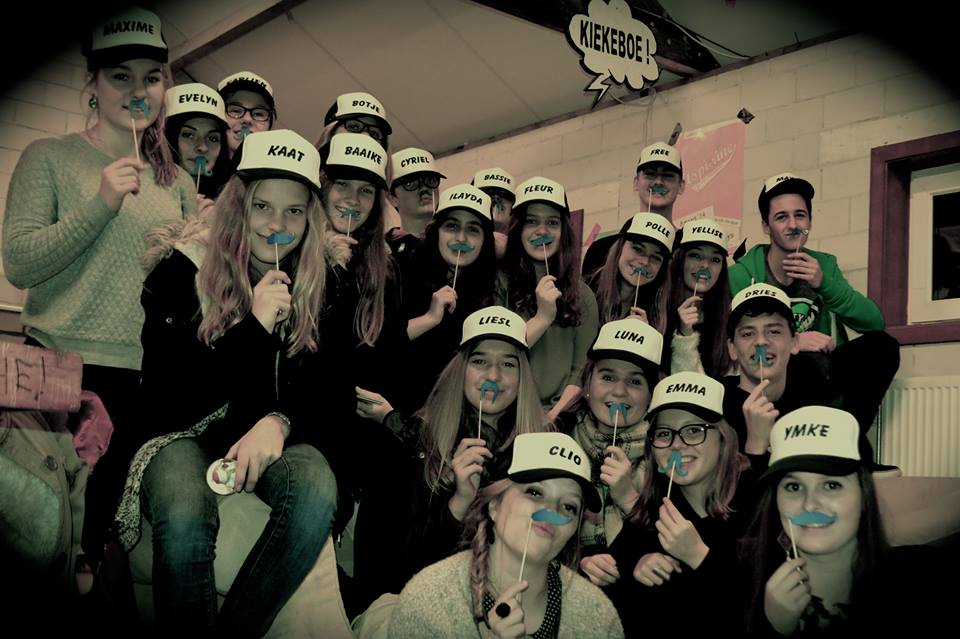 MAXIME
KIEKEBOE!
EVELYN
BOTJE
KAAT
BAAIKE
CYRIEL
BASSIE
FREE
ILAYDA
FLEUR
POLLE
YELLISE
DRIES
LIESL
LUNA
EMMA
CLIO
YMKE